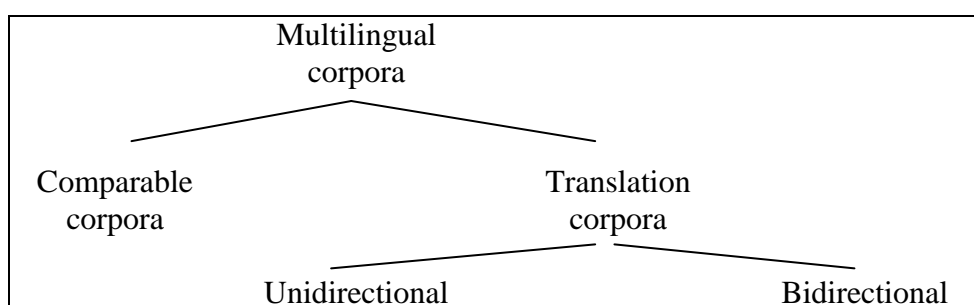 Multilingual
corpora
Comparable
corpora
Translation
corpora
Unidirectional
Bidirectional